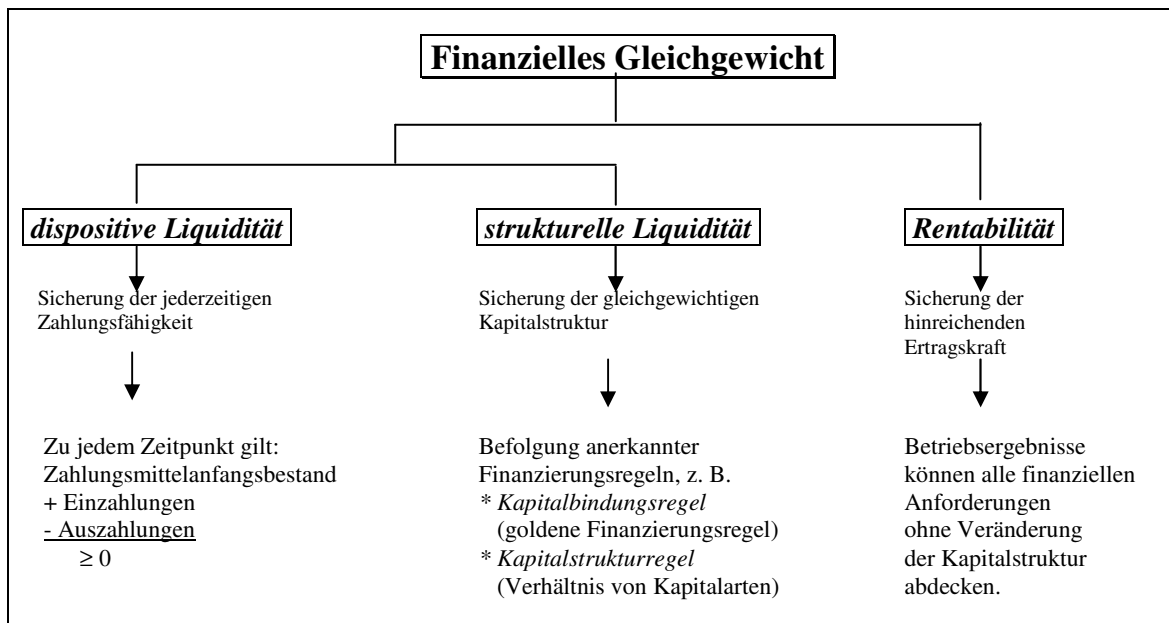 Finanzielles Gleichgewicht
dispositive Liquidität
Sicherung der jederzeitigen
Zahlungsfähigkeit
Zu jedem Zeitpunkt gilt:
Zahlungsmittelanfangsbestand
+ Einzahlungen
- Auszahlungen
≥ 0
strukturelle Liquidität
Sicherung der gleichgewichtigen
Kapitalstruktur
Befolgung anerkannter
Finanzierungsregeln, z. B.
* Kapitalbindungsregel
(goldene Finanzierungsregel)
* Kapitalstrukturregel
(Verhältnis von Kapitalarten)
Rentabilität
Sicherung der
hinreichenden
Ertragskraft
Betriebsergebnisse
können alle finanziellen
Anforderungen
ohne Veränderung
der Kapitalstruktur
abdecken.